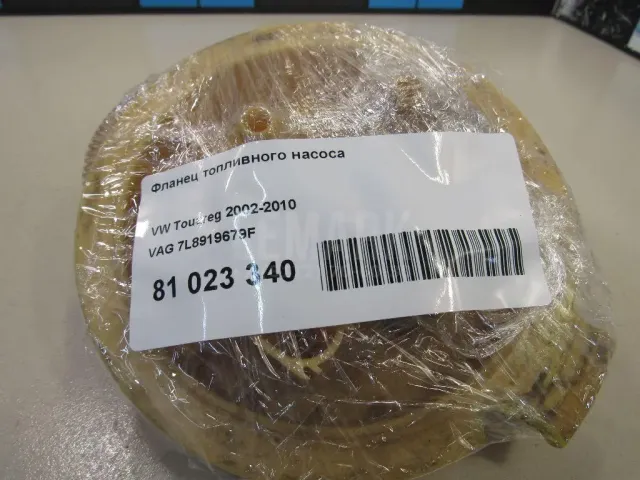 Фланец топливного насоса
VW Touareg 2002-2010
VAG 7L8919679F
81 023 340